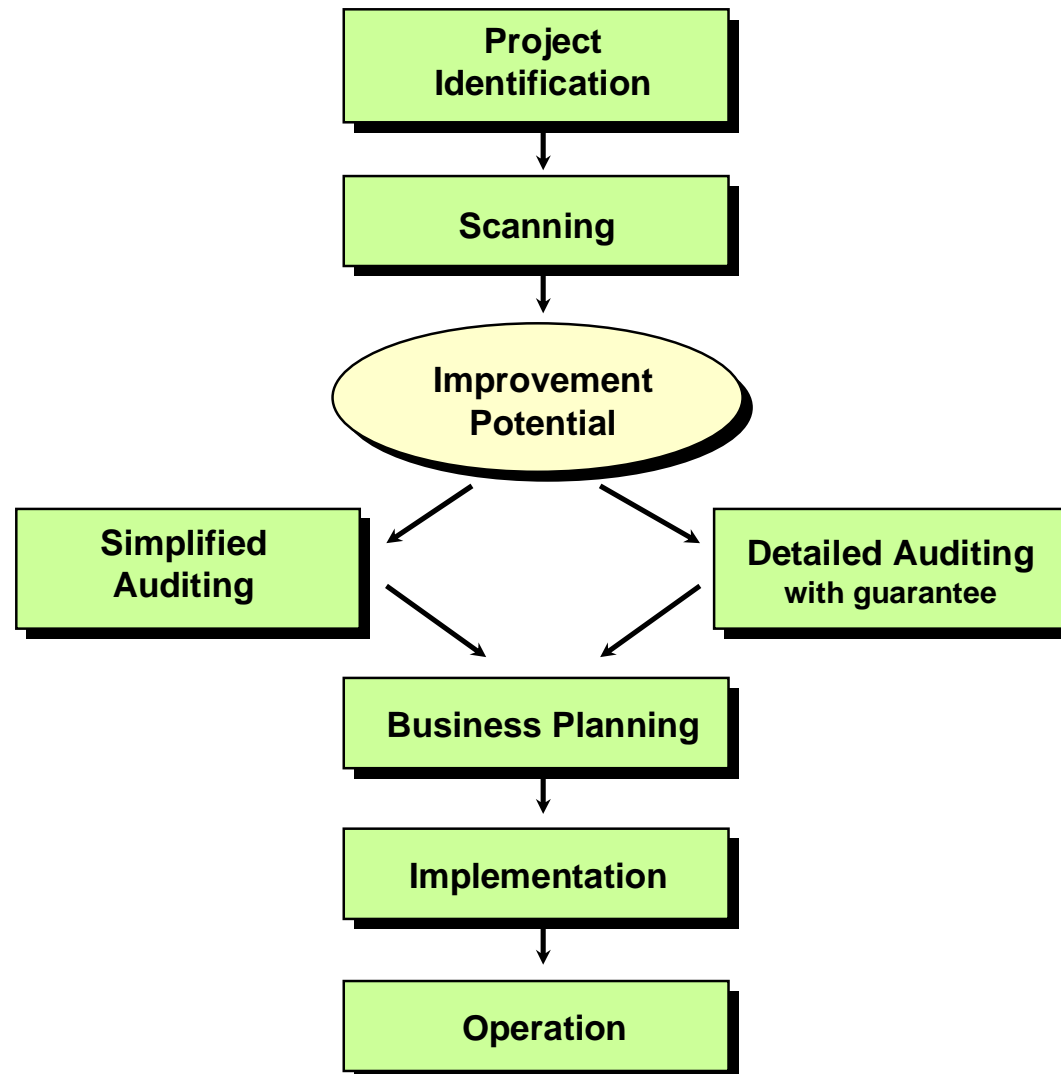 Project
Identification
Scanning
Improvement
Potential
Simplified
Auditing
Detailed Auditing
with guarantee
Business Planning
Implementation
Operation